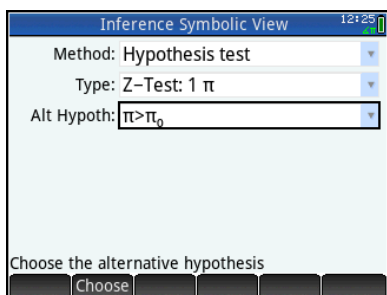 Inference Symbolic View 12:25
Method: Hypothesis test
Type: Z-Test: 1 π
Alt Hypoth: π>π₀
Choose the alternative hypothesis
Choose